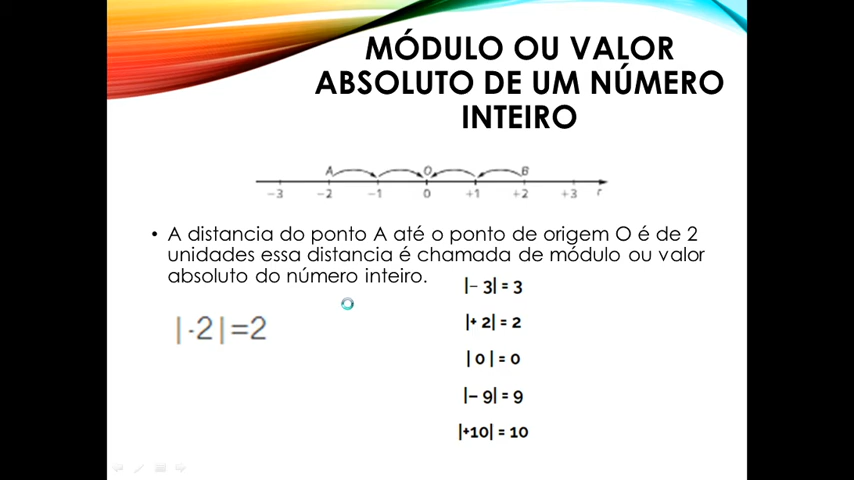 MÓDULO OU VALOR
ABSOLUTO DE UM NÚMERO
INTEIRO
A O B
−3 −2 −1 0 +1 +2 +3 r
• A distancia do ponto A até o ponto de origem O é de 2
unidades essa distancia é chamada de módulo ou valor
absoluto do número inteiro.
|-2|=2
|− 3| = 3
|+ 2| = 2
| 0 | = 0
|− 9| = 9
|+10| = 10